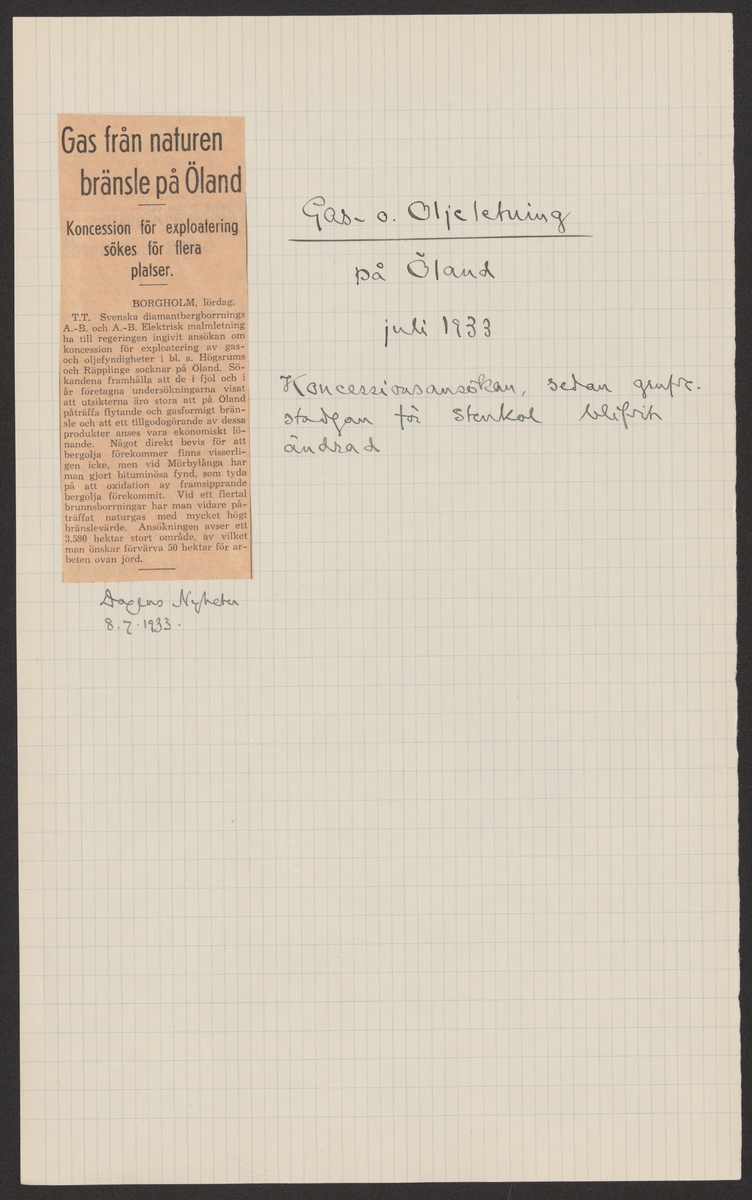 Gas från naturen
bränsle på Öland
Koncession för exploatering
sökes för flera
platser.
BORGHOLM, lördag.
T.T. Svenska diamantbergborrnings
A.-B. och A.-B. Elektrisk malmletning
ha till regeringen ingivit ansökan om
koncession för exploatering av gas-
och oljefyndigheter i bl. a. Högsrums
och Räpplinge socknar på Öland. Sö-
kandena framhålla att de i fjol och i
år företagna undersökningarna visat
att utsikterna äro stora att på Öland
påträffa flytande och gasformigt brän-
sle och att ett tillgodogörande av dessa
produkter anses vara ekonomiskt lö-
nande. Något direkt bevis för att
bergolja förekommer finns visserli-
gen icke, men vid Mörbylånga har
man gjort bituminösa fynd, som tyda
på att oxidation av framsipprande
bergolja förekommit. Vid ett flertal
brunnsborrningar har man vidare på-
träffat naturgas med mycket högt
bränslevärde. Ansökningen avser ett
3.580 hektar stort område, av vilket
man önskar förvärva 50 hektar för ar-
beten ovan jord.
Dagens Nyheter
8.7.1933.
Gas- o. Oljeletning
på Öland
juli 1933
Koncessionsansökan, sedan
stadgan för Stenkol blifvit
ändrad